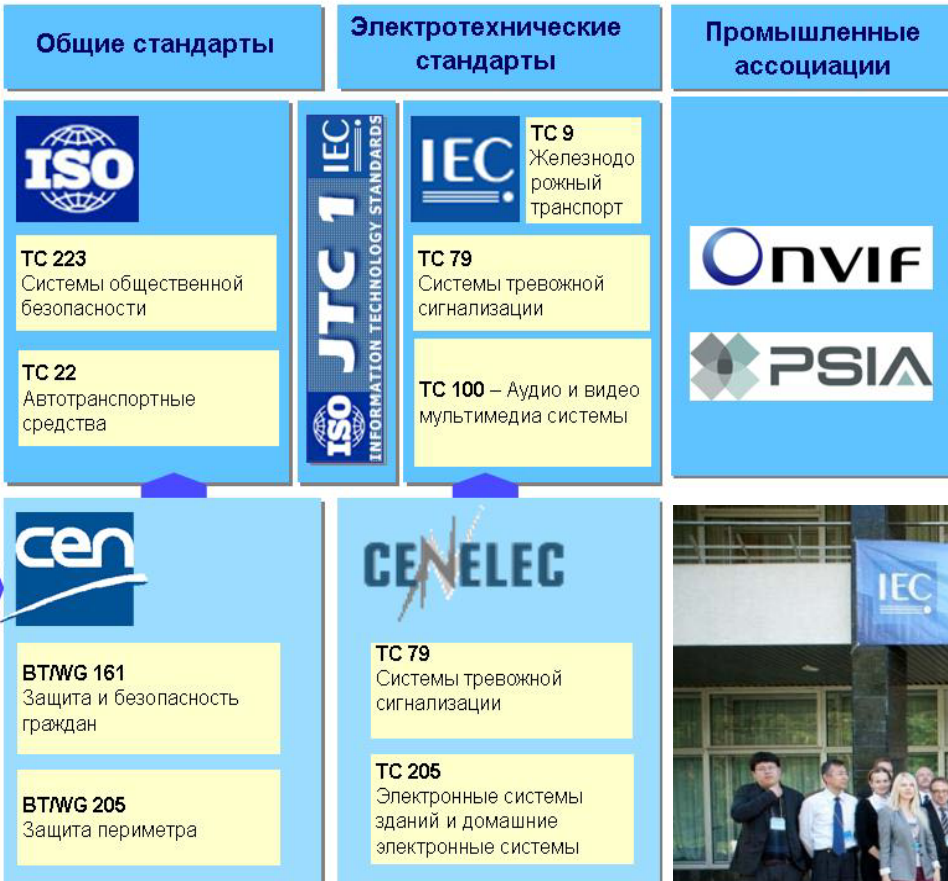 Общие стандарты
Электротехнические
стандарты
Промышленные
ассоциации
ISO
TC 223
Системы общественной
безопасности
TC 22
Автотранспортные
средства
ISO JTC 1 IEC
INFORMATION TECHNOLOGY STANDARDS
IEC
TC 9
Железнодо
рожный
транспорт
TC 79
Системы тревожной
сигнализации
TC 100 – Аудио и видео
мультимедиа системы
ONVIF
PSIA
cen
BT/WG 161
Защита и безопасность
граждан
BT/WG 205
Защита периметра
CENELEC
TC 79
Системы тревожной
сигнализации
TC 205
Электронные системы
зданий и домашние
электронные системы
IEC